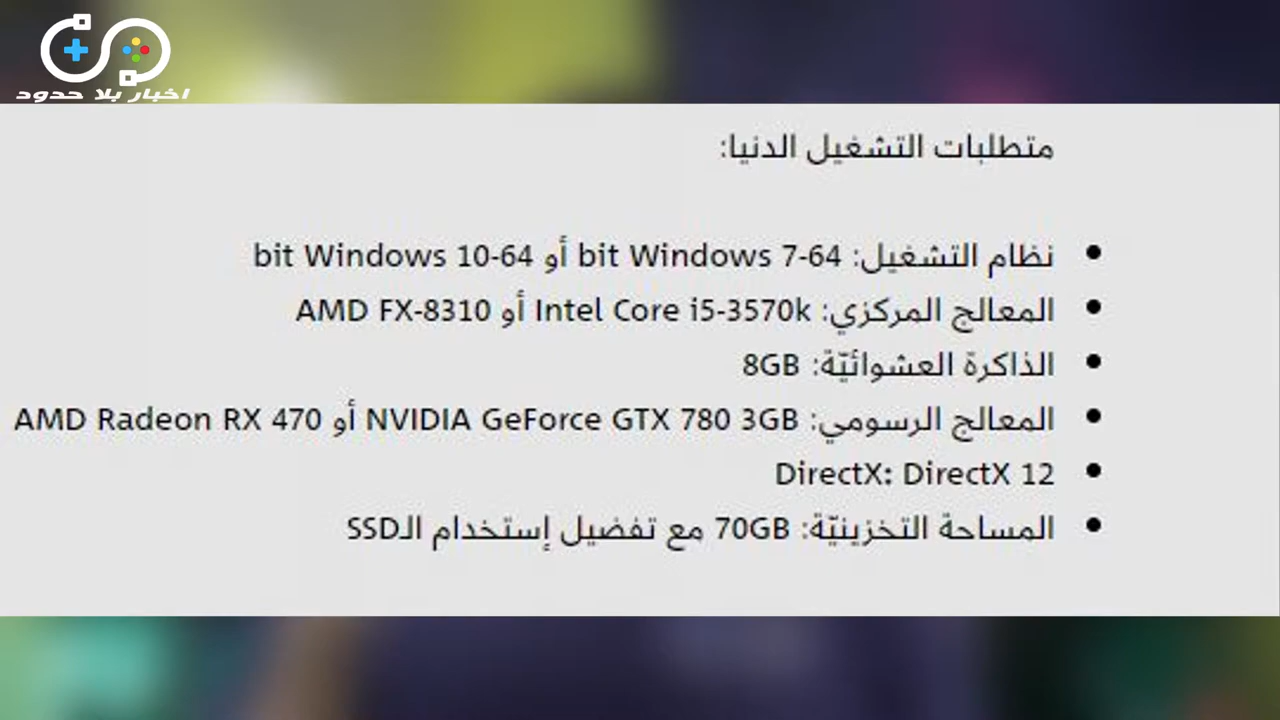 اخبار بلا حدود
متطلبات التشغيل الدنيا:
نظام التشغيل: 64-bit Windows 7 أو 64-bit Windows 10
المعالج المركزي: Intel Core i5-3570k أو AMD FX-8310
الذاكرة العشوائيّة: 8GB
المعالج الرسومي: NVIDIA GeForce GTX 780 3GB أو AMD Radeon RX 470
DirectX: DirectX 12
المساحة التخزينيّة: 70GB مع تفضيل إستخدام الـSSD